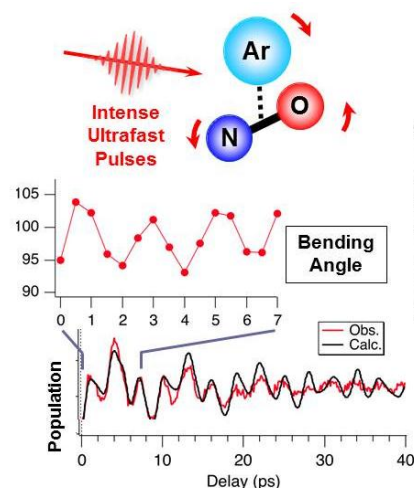 Ar
O
N
Intense
Ultrafast
Pulses
105
100
95
90
0 1 2 3 4 5 6 7
Bending
Angle
Obs.
Calc.
Population
0 10 20 30 40
Delay (ps)